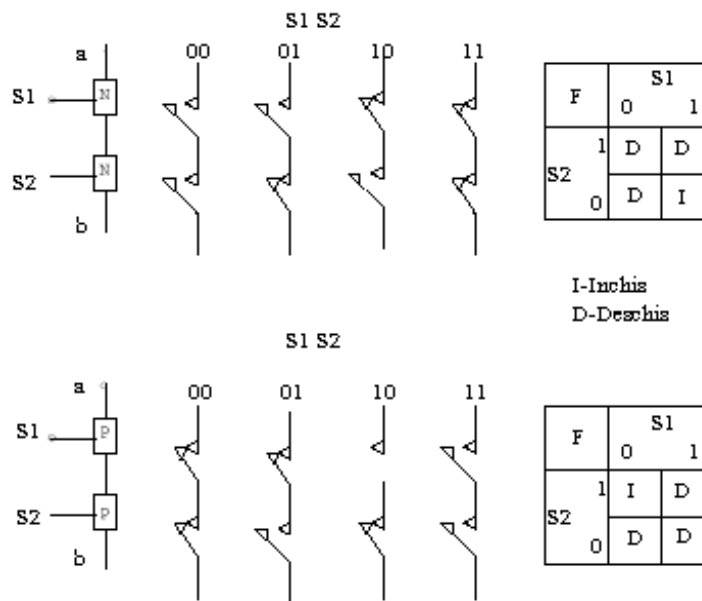 S1 S2
a 00 01 10 11
S1 N
S2 N
b
F S1
0 1
S2 1 D D
0 D I
I-Inchis
D-Deschis
S1 S2
a 00 01 10 11
S1 P
S2 P
b
F S1
0 1
S2 1 I D
0 D D